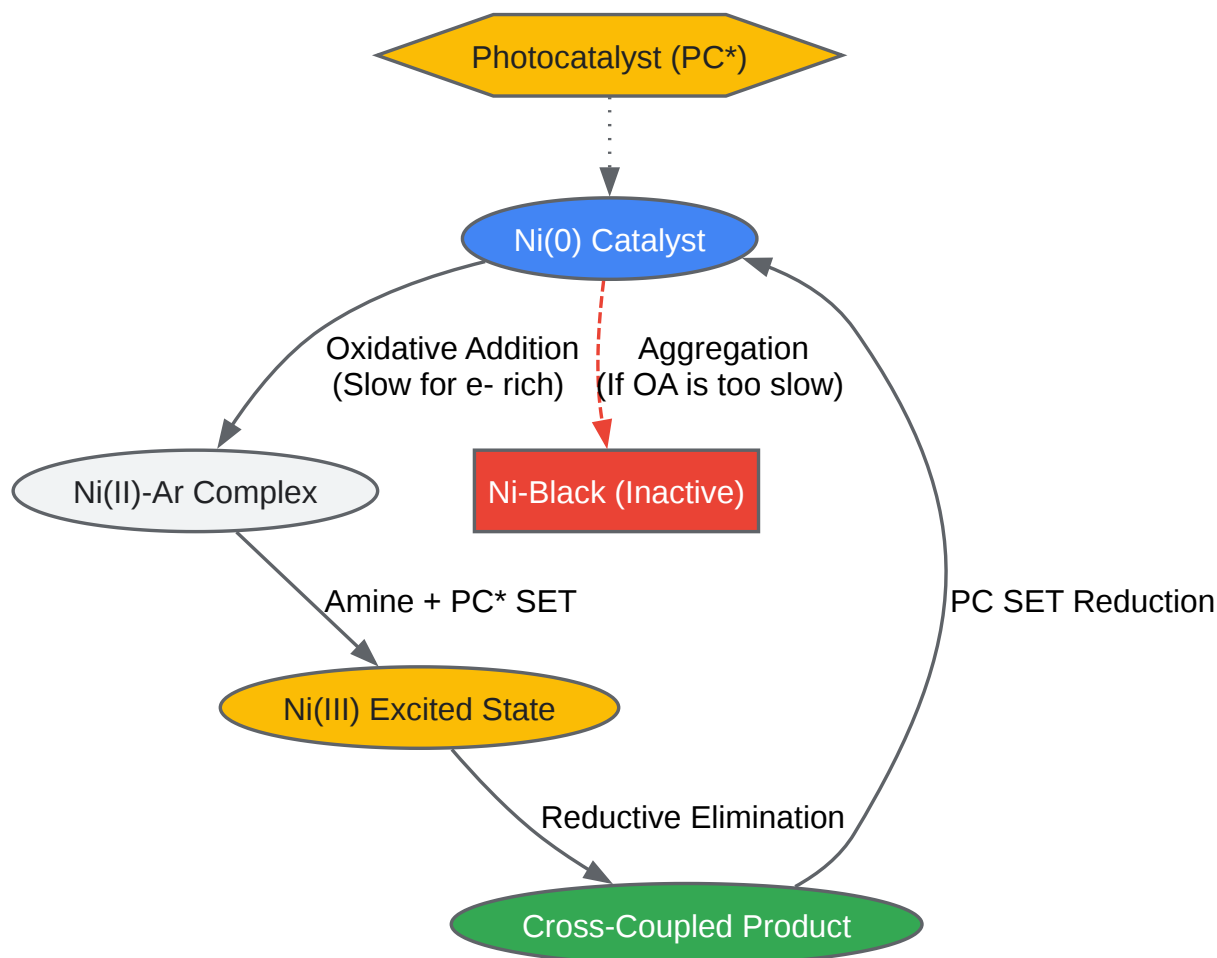 Photocatalyst (PC*)
Ni(0) Catalyst
Oxidative Addition
(Slow for e- rich)
Aggregation
(If OA is too slow)
Ni(II)-Ar Complex
Ni-Black (Inactive)
Amine + PC* SET
PC SET Reduction
Ni(III) Excited State
Reductive Elimination
Cross-Coupled Product